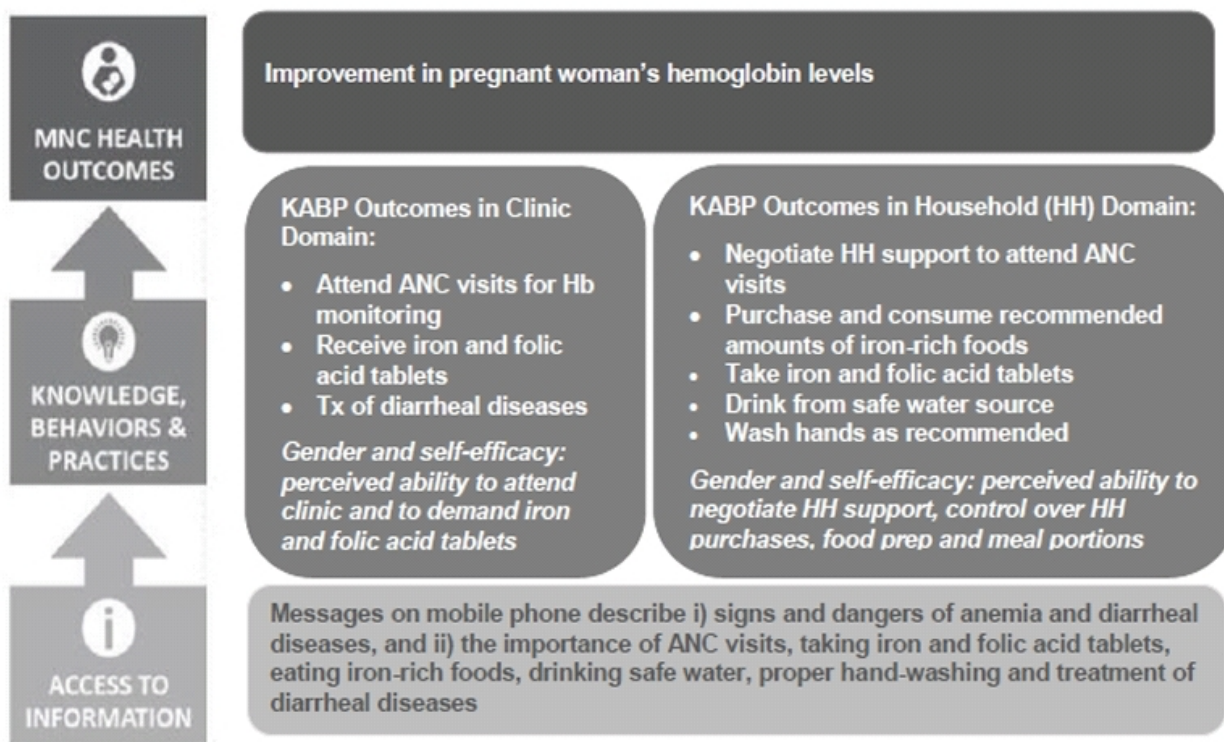 MNC HEALTH
OUTCOMES
Improvement in pregnant woman's hemoglobin levels
KNOWLEDGE,
BEHAVIORS &
PRACTICES
KABP Outcomes in Clinic
Domain:
• Attend ANC visits for Hb
monitoring
• Receive iron and folic
acid tablets
• Tx of diarrheal diseases
Gender and self-efficacy:
perceived ability to attend
clinic and to demand iron
and folic acid tablets
KABP Outcomes in Household (HH) Domain:
• Negotiate HH support to attend ANC
visits
• Purchase and consume recommended
amounts of iron-rich foods
• Take iron and folic acid tablets
• Drink from safe water source
• Wash hands as recommended
Gender and self-efficacy: perceived ability to
negotiate HH support, control over HH
purchases, food prep and meal portions
i
ACCESS TO
INFORMATION
Messages on mobile phone describe i) signs and dangers of anemia and diarrheal
diseases, and ii) the importance of ANC visits, taking iron and folic acid tablets,
eating iron-rich foods, drinking safe water, proper hand-washing and treatment of
diarrheal diseases